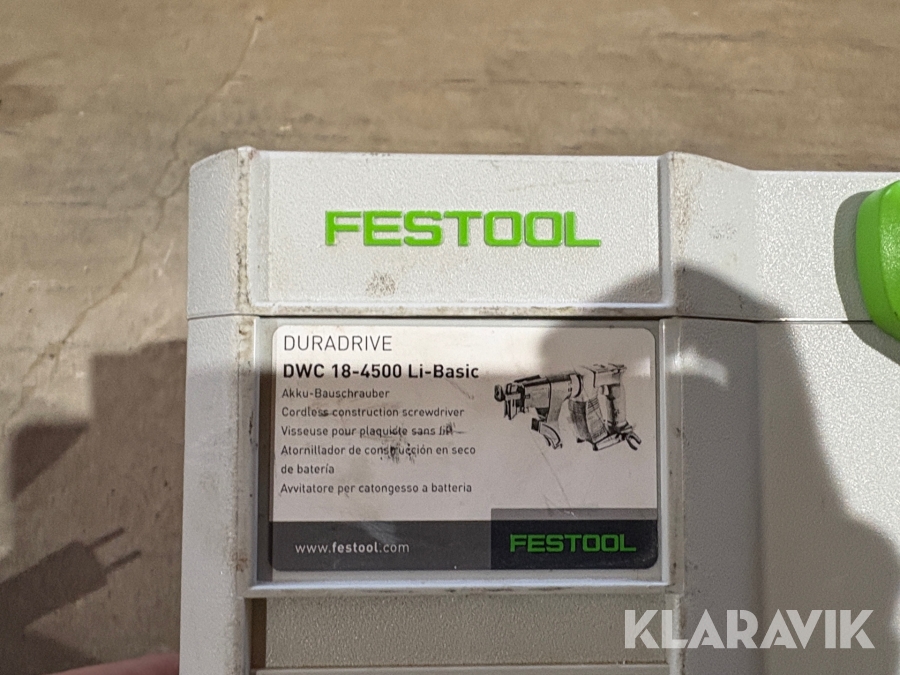 FESTOOL
DURADRIVE
DWC 18-4500 Li-Basic
Akku-Bauschrauber
Cordless construction screwdriver
Visseuse pour plaquiste sans fil
Atornillador de construcción en seco
de batería
Avvitatore per catongesso a batteria
www.festool.com
FESTOOL
KLARAVIK